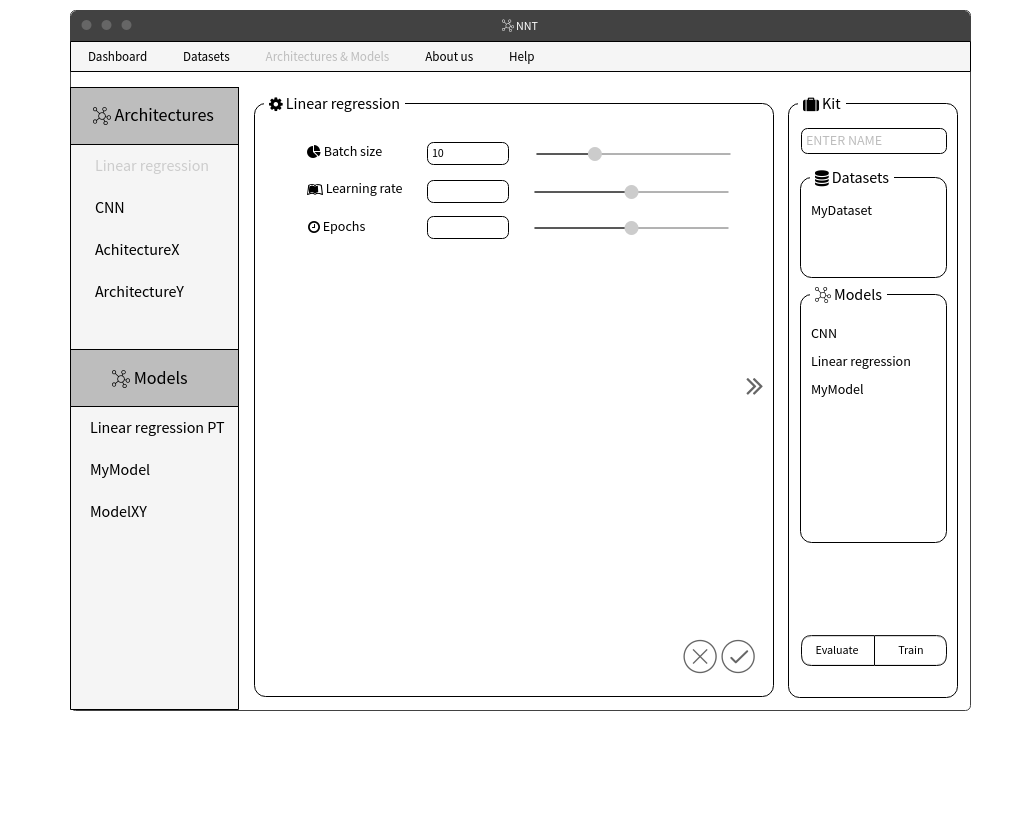 NNT
Dashboard Datasets Architectures & Models About us Help
Architectures
Linear regression
CNN
AchitectureX
ArchitectureY
Models
Linear regression PT
MyModel
ModelXY
Linear regression
Batch size 10
Learning rate
Epochs
Kit
ENTER NAME
Datasets
MyDataset
Models
CNN
Linear regression
MyModel
Evaluate Train